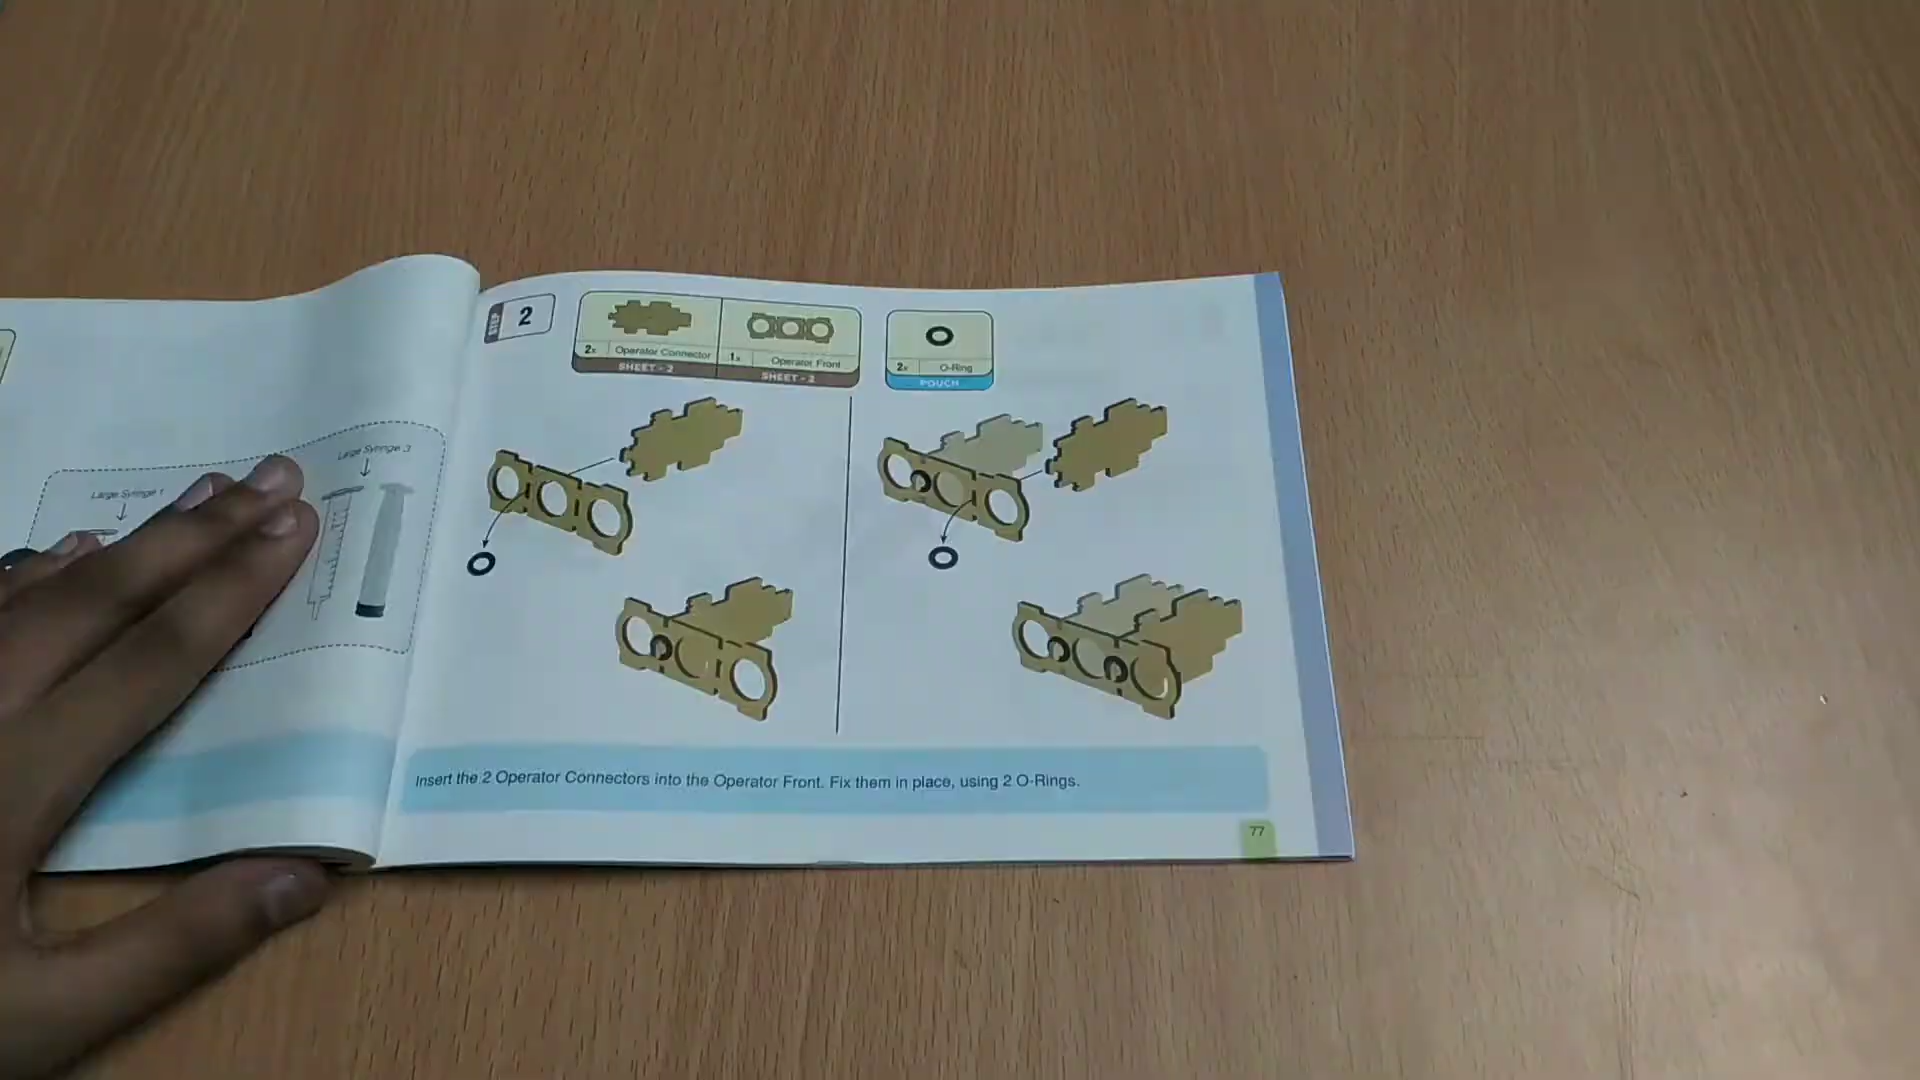 Large Syringe 1
Large Syringe 3
STEP 2
2x Operator Connector
SHEET - 2
1x Operator Front
SHEET - 2
2x O-Ring
POUCH
Insert the 2 Operator Connectors into the Operator Front. Fix them in place, using 2 O-Rings.
77